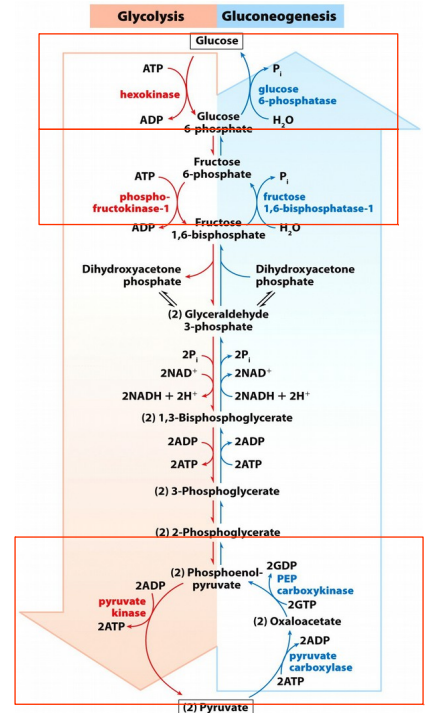 Glycolysis Gluconeogenesis
Glucose
ATP
hexokinase
ADP
Pi
glucose
6-phosphatase
H2O
Glucose
6-phosphate
Fructose
6-phosphate
ATP
phospho-
fructokinase-1
ADP
Pi
fructose
1,6-bisphosphatase-1
H2O
Fructose
1,6-bisphosphate
Dihydroxyacetone
phosphate
Dihydroxyacetone
phosphate
(2) Glyceraldehyde
3-phosphate
2Pi
2NAD+
2NADH + 2H+
2Pi
2NAD+
2NADH + 2H+
(2) 1,3-Bisphosphoglycerate
2ADP
2ATP
2ADP
2ATP
(2) 3-Phosphoglycerate
(2) 2-Phosphoglycerate
(2) Phosphoenol-
pyruvate
2ADP
pyruvate
kinase
2ATP
2GDP
PEP
carboxykinase
2GTP
(2) Oxaloacetate
2ADP
pyruvate
carboxylase
2ATP
(2) Pyruvate